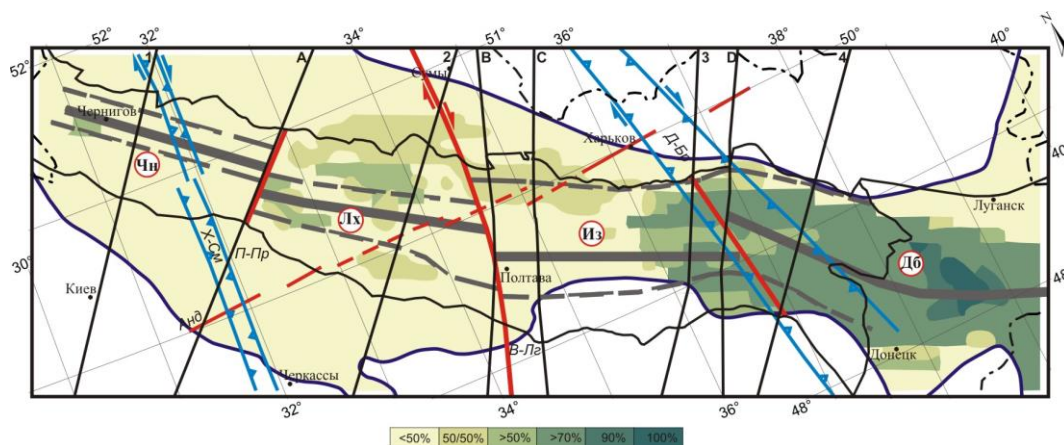 52° 32° 34° 51° 36° 38° 50° 40°
N
52°
1 A 2 B C 3 D 4
Сумы
Чернигов
Харьков
Д-Бр
40°
Чн
Лх
Из
Дб
Луганск
30°
Х-См
П-Пр
Полтава
48°
Киев
Анд
В-Лг
Донецк
Черкассы
32° 34° 36° 48°
<50% 50/50% >50% >70% 90% 100%